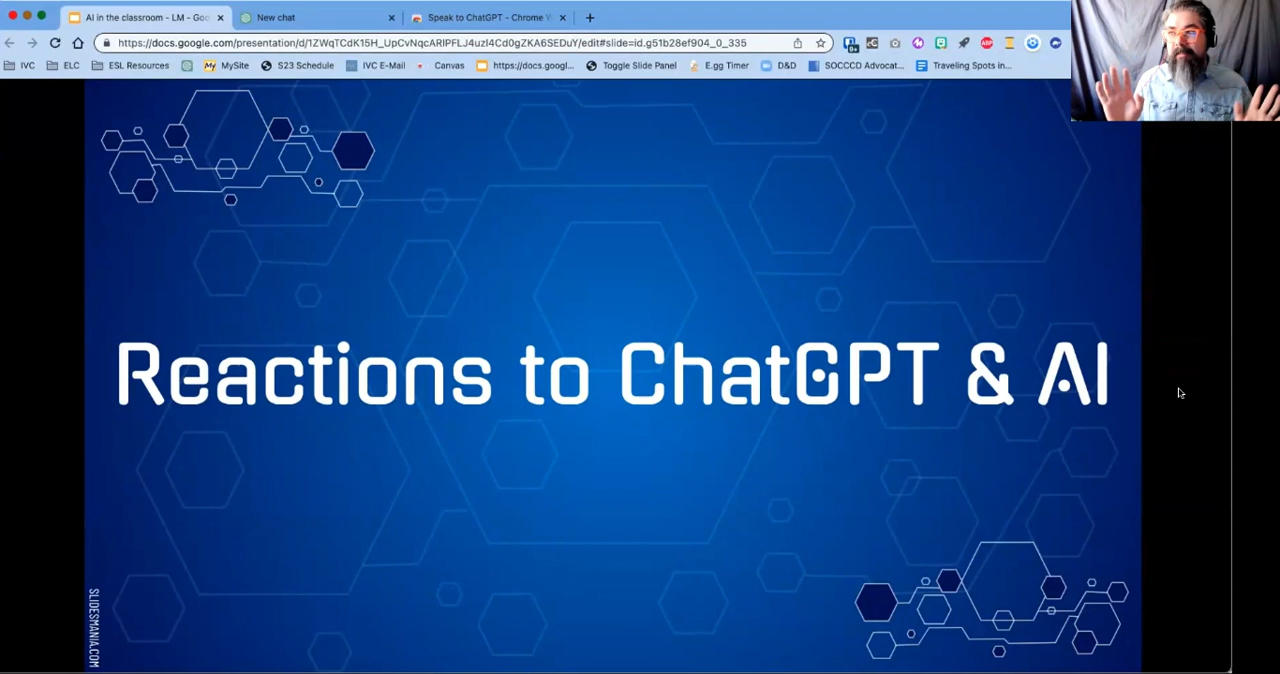 AI in the classroom - LM - Goo
New chat
Speak to ChatGPT - Chrome W
https://docs.google.com/presentation/d/1ZWqTCdK15H_UpCvNqcARIPFLJ4uzI4Cd0gZKA6SEDuY/edit#slide=id.g51b28ef904_0_335
IVC
ELC
ESL Resources
My MySite
S23 Schedule
IVC E-Mail
Canvas
https://docs.googl...
Toggle Slide Panel
E.gg Timer
D&D
SOCCCD Advocat...
Traveling Spots in...
Reactions to ChatGPT & AI
SLIDESMANIA.COM